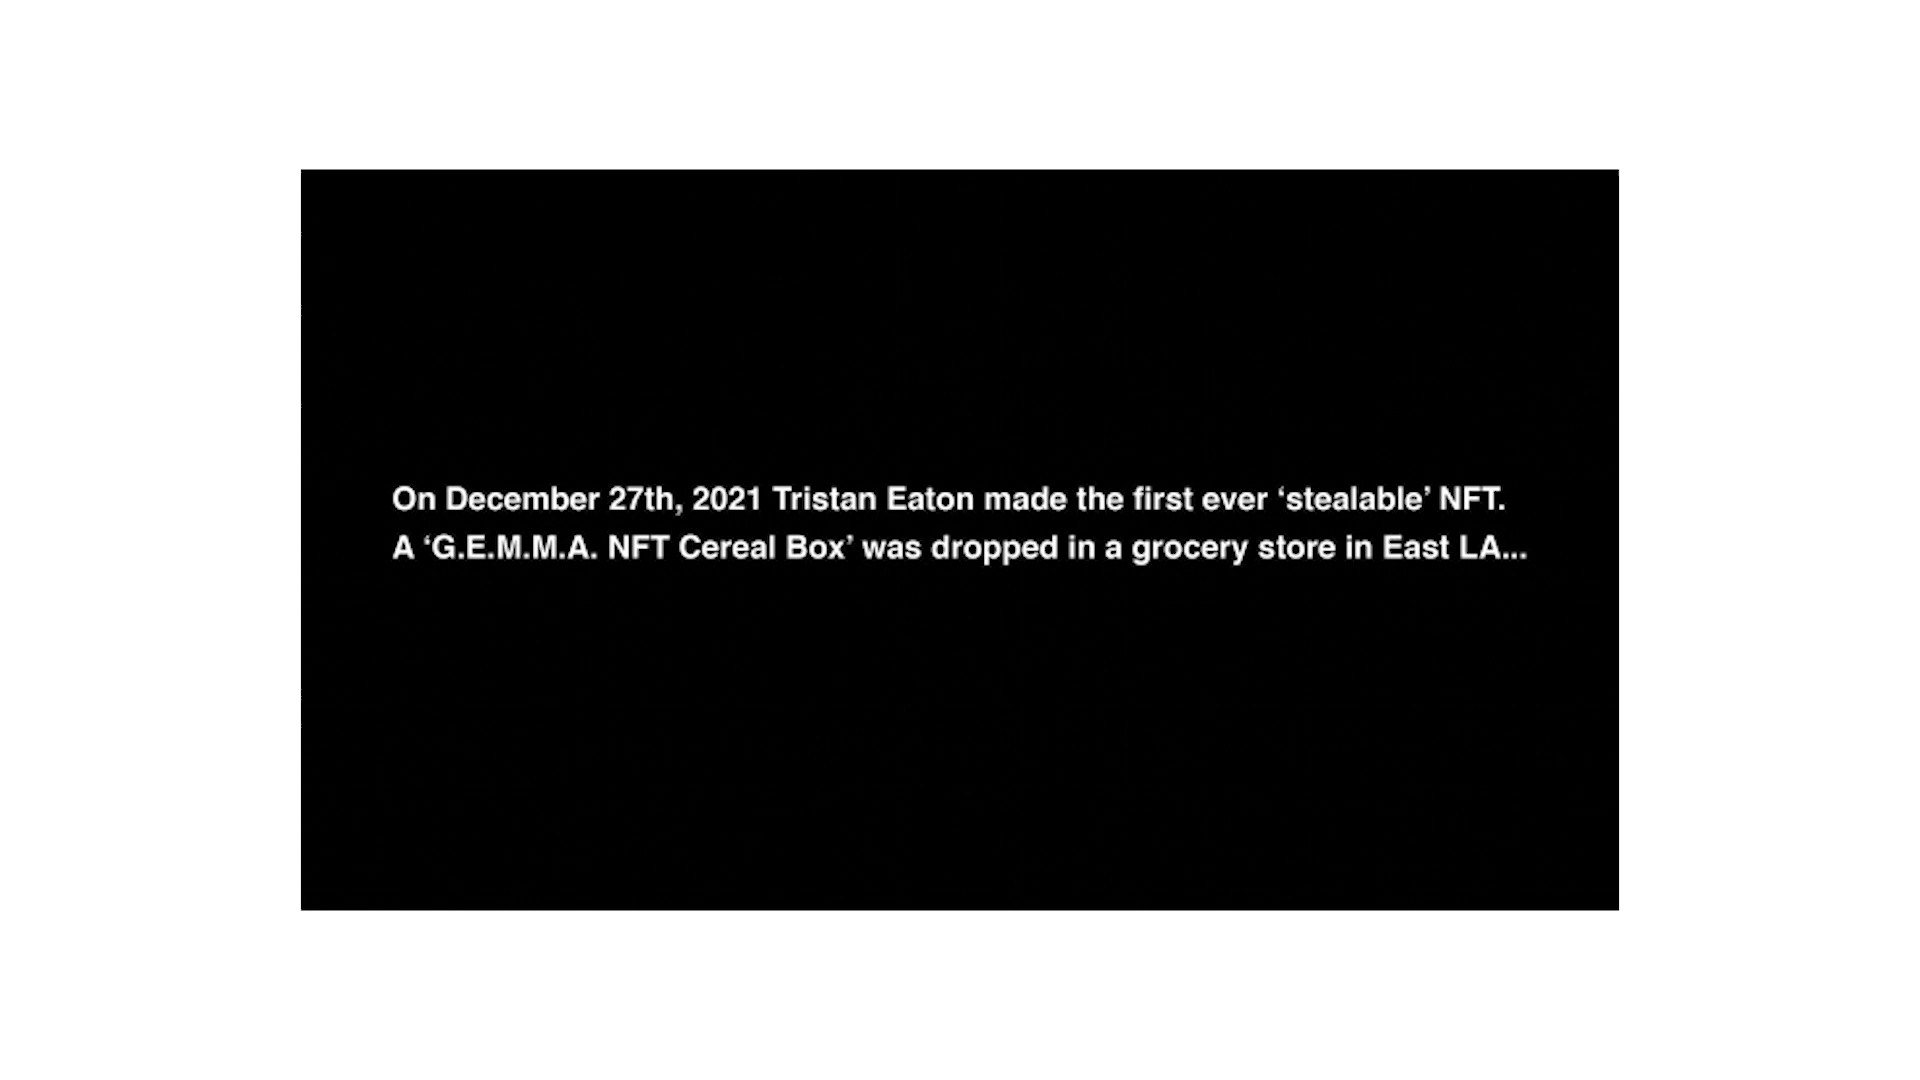 On December 27th, 2021 Tristan Eaton made the first ever ‘stealable’ NFT.
A ‘G.E.M.M.A. NFT Cereal Box’ was dropped in a grocery store in East LA...